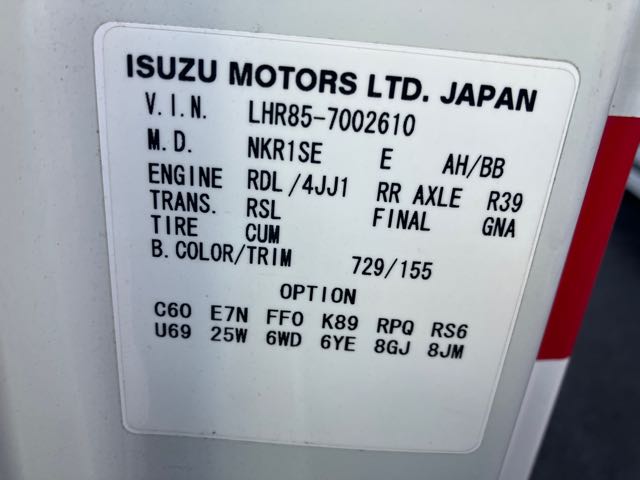 ISUZU MOTORS LTD. JAPAN
V.I.N. LHR85-7002610
M.D. NKR1SE E AH/BB
ENGINE RDL/4JJ1 RR AXLE R39
TRANS. RSL FINAL GNA
TIRE CUM
B.COLOR/TRIM 729/155
OPTION
C60 E7N FF0 K89 RPQ RS6
U69 25W 6WD 6YE 8GJ 8JM